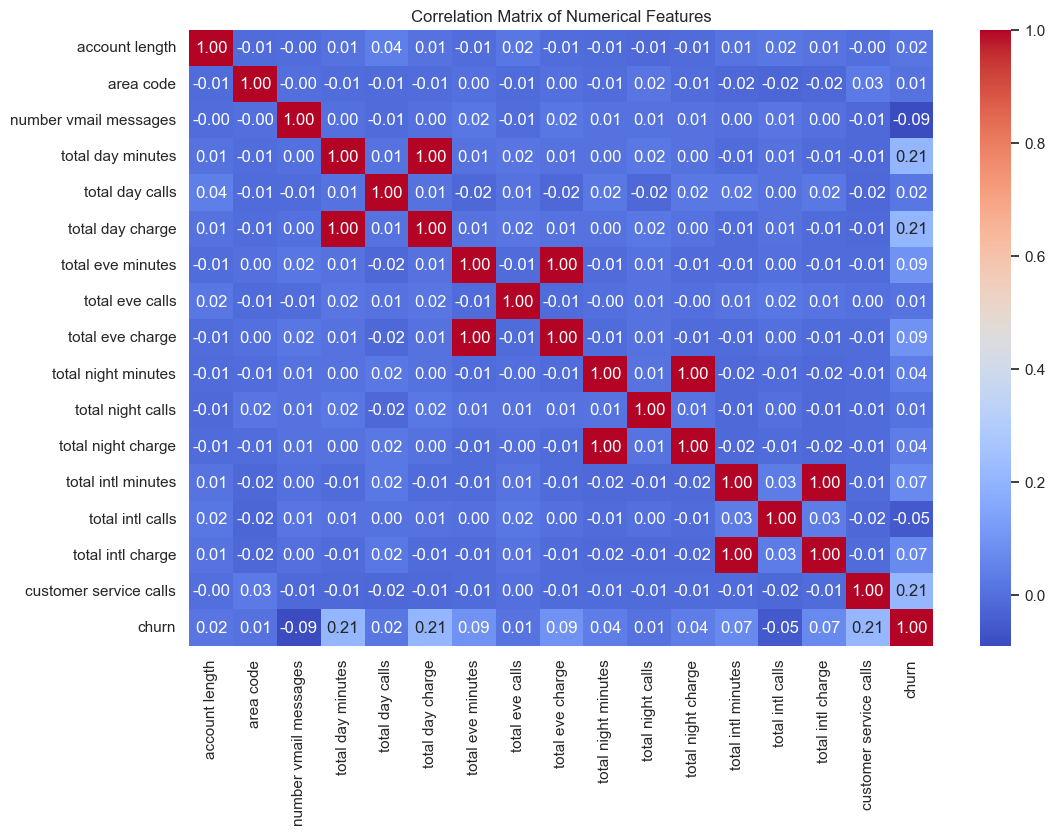 Correlation Matrix of Numerical Features
account length 1.00 -0.01 -0.00 0.01 0.04 0.01 -0.01 0.02 -0.01 -0.01 -0.01 -0.01 0.01 0.02 0.01 -0.00 0.02
area code -0.01 1.00 -0.00 -0.01 -0.01 -0.01 0.00 -0.01 0.00 -0.01 0.02 -0.01 -0.02 -0.02 -0.02 0.03 0.01
number vmail messages -0.00 -0.00 1.00 0.00 -0.01 0.00 0.02 -0.01 0.02 0.01 0.01 0.01 0.00 0.01 0.00 -0.01 -0.09
total day minutes 0.01 -0.01 0.00 1.00 0.01 1.00 0.01 0.02 0.01 0.00 0.02 0.00 -0.01 0.01 -0.01 -0.01 0.21
total day calls 0.04 -0.01 -0.01 0.01 1.00 0.01 -0.02 0.01 -0.02 0.02 -0.02 0.02 0.02 0.00 0.02 -0.02 0.02
total day charge 0.01 -0.01 0.00 1.00 0.01 1.00 0.01 0.02 0.01 0.00 0.02 0.00 -0.01 0.01 -0.01 -0.01 0.21
total eve minutes -0.01 0.00 0.02 0.01 -0.02 0.01 1.00 -0.01 1.00 -0.01 0.01 -0.01 -0.01 0.00 -0.01 -0.01 0.09
total eve calls 0.02 -0.01 -0.01 0.02 0.01 0.02 -0.01 1.00 -0.01 -0.00 0.01 -0.00 0.01 0.02 0.01 0.00 0.01
total eve charge -0.01 0.00 0.02 0.01 -0.02 0.01 1.00 -0.01 1.00 -0.01 0.01 -0.01 -0.01 0.00 -0.01 -0.01 0.09
total night minutes -0.01 -0.01 0.01 0.00 0.02 0.00 -0.01 -0.00 -0.01 1.00 0.01 1.00 -0.02 -0.01 -0.02 -0.01 0.04
total night calls -0.01 0.02 0.01 0.02 -0.02 0.02 0.01 0.01 0.01 0.01 1.00 0.01 -0.01 0.00 -0.01 -0.01 0.01
total night charge -0.01 -0.01 0.01 0.00 0.02 0.00 -0.01 -0.00 -0.01 1.00 0.01 1.00 -0.02 -0.01 -0.02 -0.01 0.04
total intl minutes 0.01 -0.02 0.00 -0.01 0.02 -0.01 -0.01 0.01 -0.01 -0.02 -0.01 -0.02 1.00 0.03 1.00 -0.01 0.07
total intl calls 0.02 -0.02 0.01 0.01 0.00 0.01 0.00 0.02 0.00 -0.01 0.00 -0.01 0.03 1.00 0.03 -0.02 -0.05
total intl charge 0.01 -0.02 0.00 -0.01 0.02 -0.01 -0.01 0.01 -0.01 -0.02 -0.01 -0.02 1.00 0.03 1.00 -0.01 0.07
customer service calls -0.00 0.03 -0.01 -0.01 -0.02 -0.01 -0.01 0.00 -0.01 -0.01 -0.01 -0.01 -0.01 -0.02 -0.01 1.00 0.21
churn 0.02 0.01 -0.09 0.21 0.02 0.21 0.09 0.01 0.09 0.04 0.01 0.04 0.07 -0.05 0.07 0.21 1.00
account length
area code
number vmail messages
total day minutes
total day calls
total day charge
total eve minutes
total eve calls
total eve charge
total night minutes
total night calls
total night charge
total intl minutes
total intl calls
total intl charge
customer service calls
churn
1.0
0.8
0.6
0.4
0.2
0.0